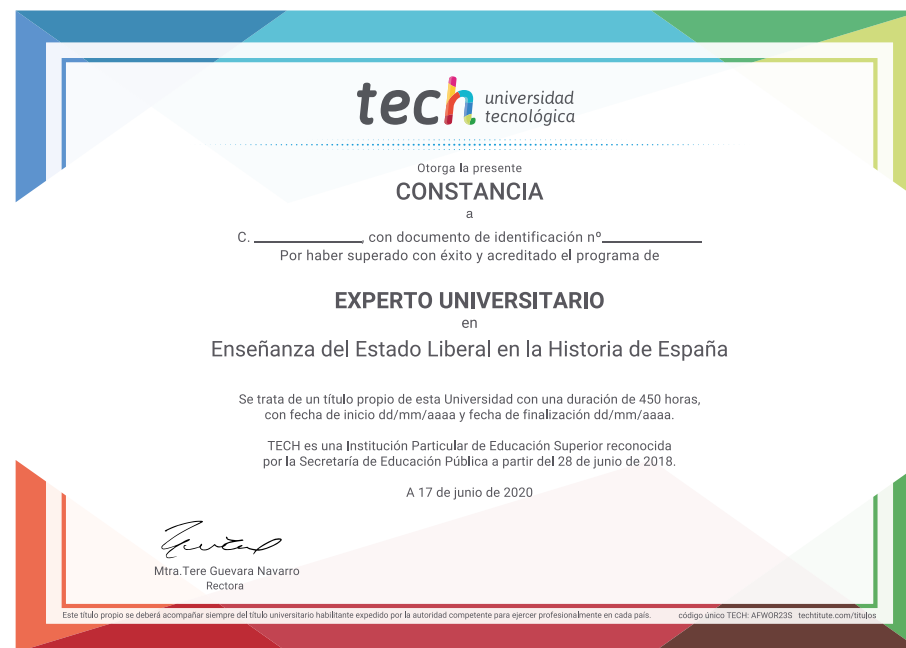 tech universidad
tecnológica
Otorga la presente
CONSTANCIA
a
C. ____________, con documento de identificación nº____________
Por haber superado con éxito y acreditado el programa de
EXPERTO UNIVERSITARIO
en
Enseñanza del Estado Liberal en la Historia de España
Se trata de un título propio de esta Universidad con una duración de 450 horas,
con fecha de inicio dd/mm/aaaa y fecha de finalización dd/mm/aaaa.
TECH es una Institución Particular de Educación Superior reconocida
por la Secretaría de Educación Pública a partir del 28 de junio de 2018.
A 17 de junio de 2020
Mtra.Tere Guevara Navarro
Rectora
Este título propio se deberá acompañar siempre del título universitario habilitante expedido por la autoridad competente para ejercer profesionalmente en cada país. código único TECH: AFWOR23S techtitute.com/titulos